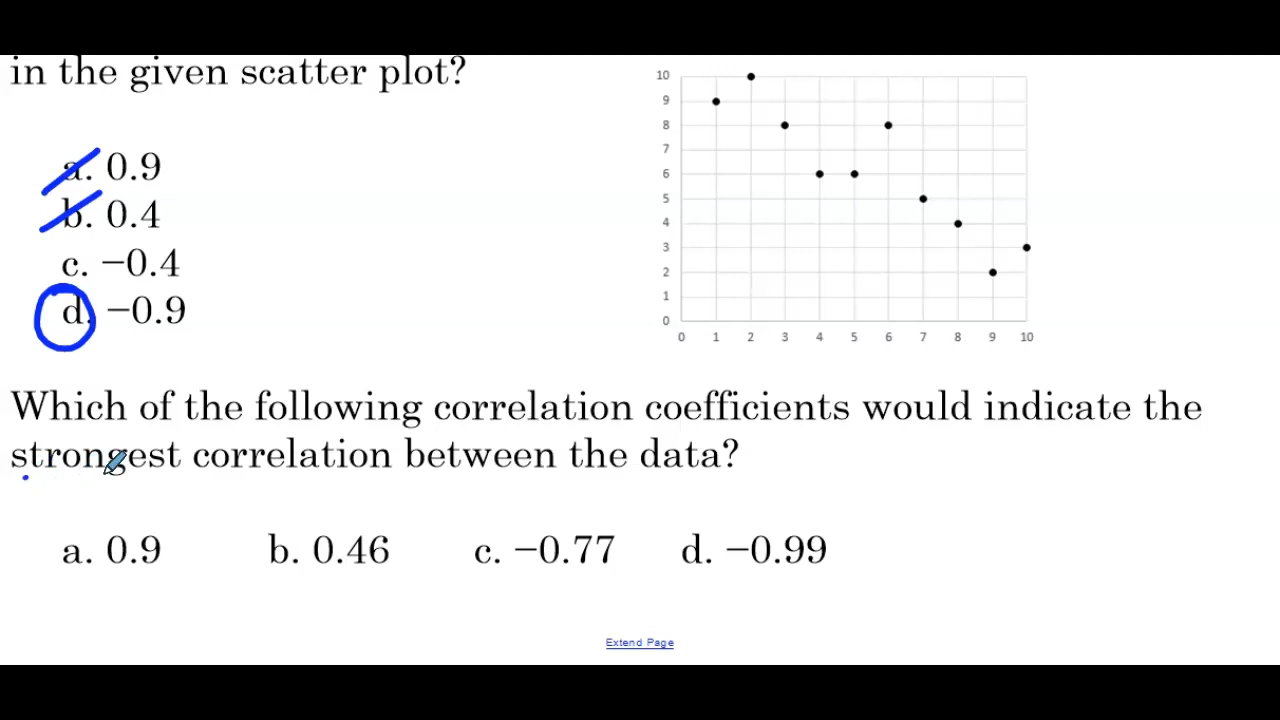 in the given scatter plot?
a. 0.9
b. 0.4
c. −0.4
d. −0.9
10
9
8
7
6
5
4
3
2
1
0
0 1 2 3 4 5 6 7 8 9 10
Which of the following correlation coefficients would indicate the
strongest correlation between the data?
a. 0.9 b. 0.46 c. −0.77 d. −0.99
Extend Page